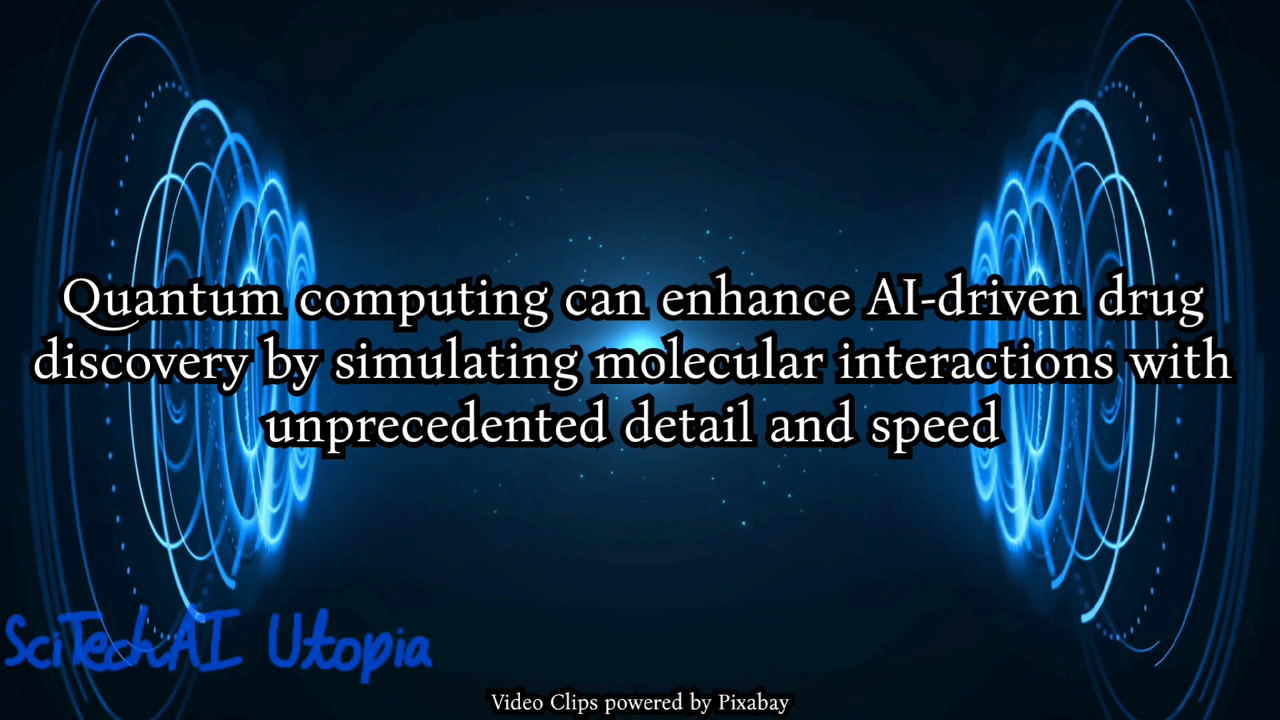 Quantum computing can enhance AI-driven drug
discovery by simulating molecular interactions with
unprecedented detail and speed
SciTechAI Utopia
Video Clips powered by Pixabay